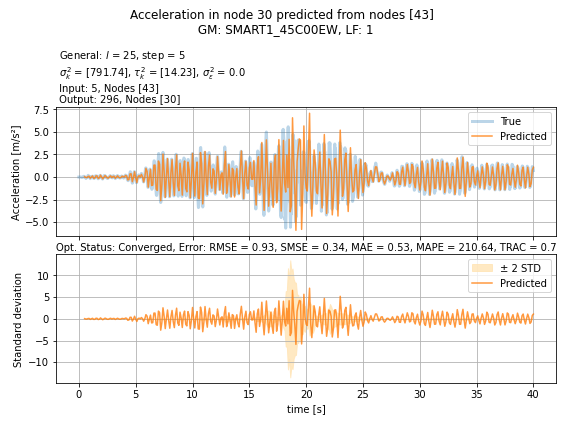 Acceleration in node 30 predicted from nodes [43]
GM: SMART1_45C00EW, LF: 1
General: l = 25, step = 5
σ²ₖ = [791.74], τ²ₖ = [14.23], σ²ε = 0.0
Input: 5, Nodes [43]
Output: 296, Nodes [30]
Acceleration [m/s²]
7.5
5.0
2.5
0.0
−2.5
−5.0
True
Predicted
Opt. Status: Converged, Error: RMSE = 0.93, SMSE = 0.34, MAE = 0.53, MAPE = 210.64, TRAC = 0.7
Standard deviation
10
5
0
−5
−10
± 2 STD
Predicted
0 5 10 15 20 25 30 35 40
time [s]